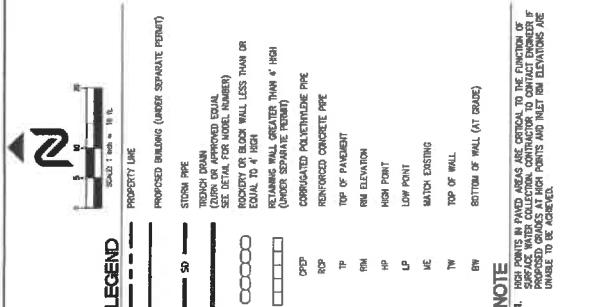 N
SCALE: 1 inch = 10 ft.
LEGEND
PROPERTY LINE
PROPOSED BUILDING (UNDER SEPARATE PERMIT)
SD STORM PIPE
TRENCH DRAIN
(ZURN OR APPROVED EQUAL
SEE DETAIL FOR MODEL NUMBER)
ROCKERY OR BLOCK WALL LESS THAN OR
EQUAL TO 4' HIGH
RETAINING WALL GREATER THAN 4' HIGH
(UNDER SEPARATE PERMIT)
CPEP CORRUGATED POLYETHYLENE PIPE
RCP REINFORCED CONCRETE PIPE
TP TOP OF PAVEMENT
RIM RIM ELEVATION
HP HIGH POINT
LP LOW POINT
ME MATCH EXISTING
TW TOP OF WALL
BW BOTTOM OF WALL (AT GRADE)
NOTE
1. HIGH POINTS IN PAVED AREAS ARE CRITICAL TO THE FUNCTION OF
SURFACE WATER COLLECTION. CONTRACTOR TO CONTACT ENGINEER IF
PROPOSED GRADES AT HIGH POINTS AND INLET RIM ELEVATIONS ARE
UNABLE TO BE ACHIEVED.